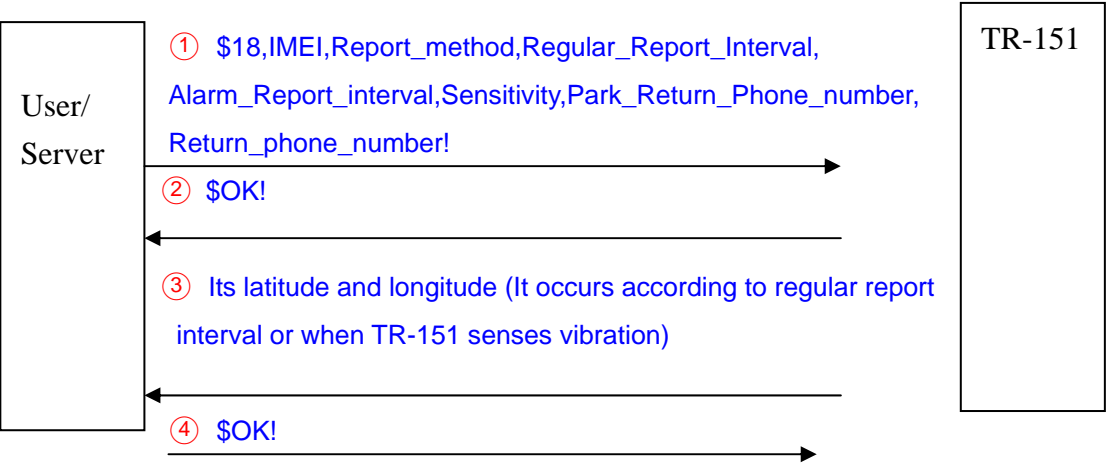 User/
Server
① $18,IMEI,Report_method,Regular_Report_Interval,
Alarm_Report_interval,Sensitivity,Park_Return_Phone_number,
Return_phone_number!
② $OK!
③ Its latitude and longitude (It occurs according to regular report
interval or when TR-151 senses vibration)
④ $OK!
TR-151